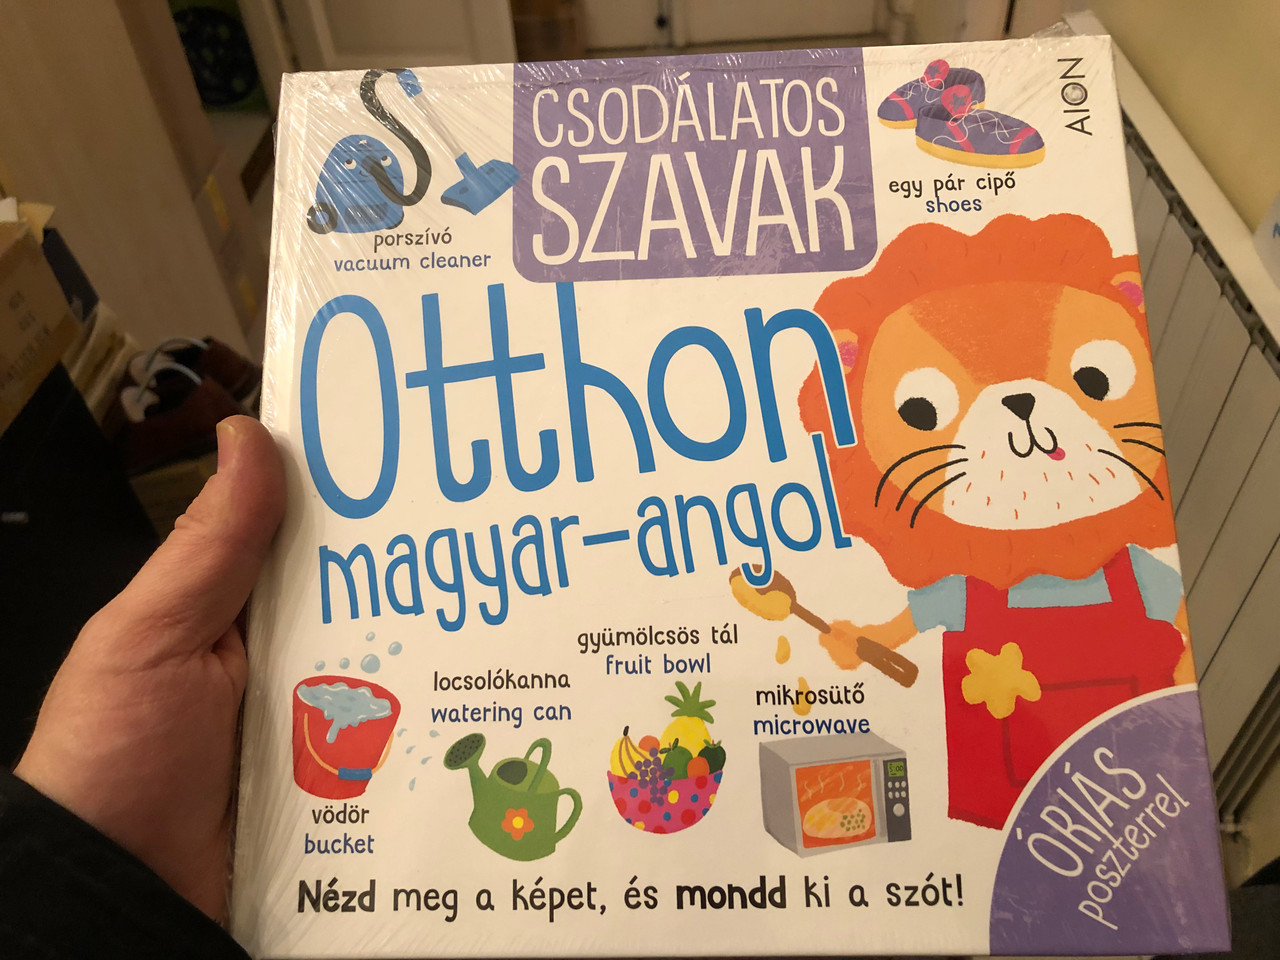 CSODÁLATOS
SZAVAK
AION
porszívó
vacuum cleaner
egy pár cipő
shoes
Otthon
magyar-angol
gyümölcsös tál
fruit bowl
locsolókanna
watering can
mikrosütő
microwave
vödör
bucket
ÓRIÁS
poszterrel
Nézd meg a képet, és mondd ki a szót!